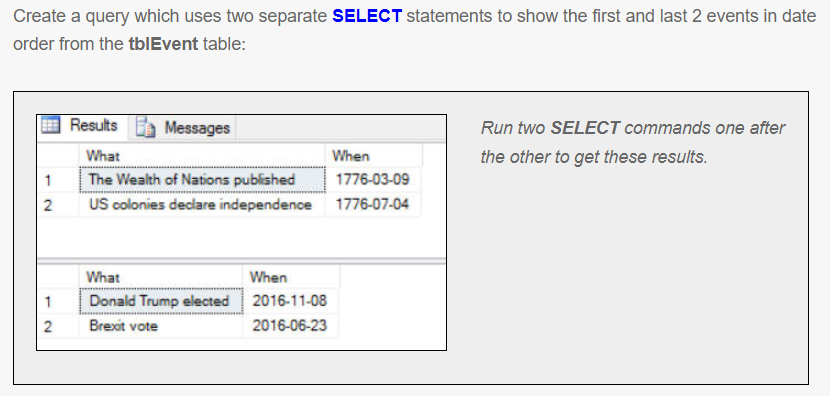 Create a query which uses two separate SELECT statements to show the first and last 2 events in date
order from the tblEvent table:
Results Messages
What When
1 The Wealth of Nations published 1776-03-09
2 US colonies declare independence 1776-07-04
What When
1 Donald Trump elected 2016-11-08
2 Brexit vote 2016-06-23
Run two SELECT commands one after
the other to get these results.